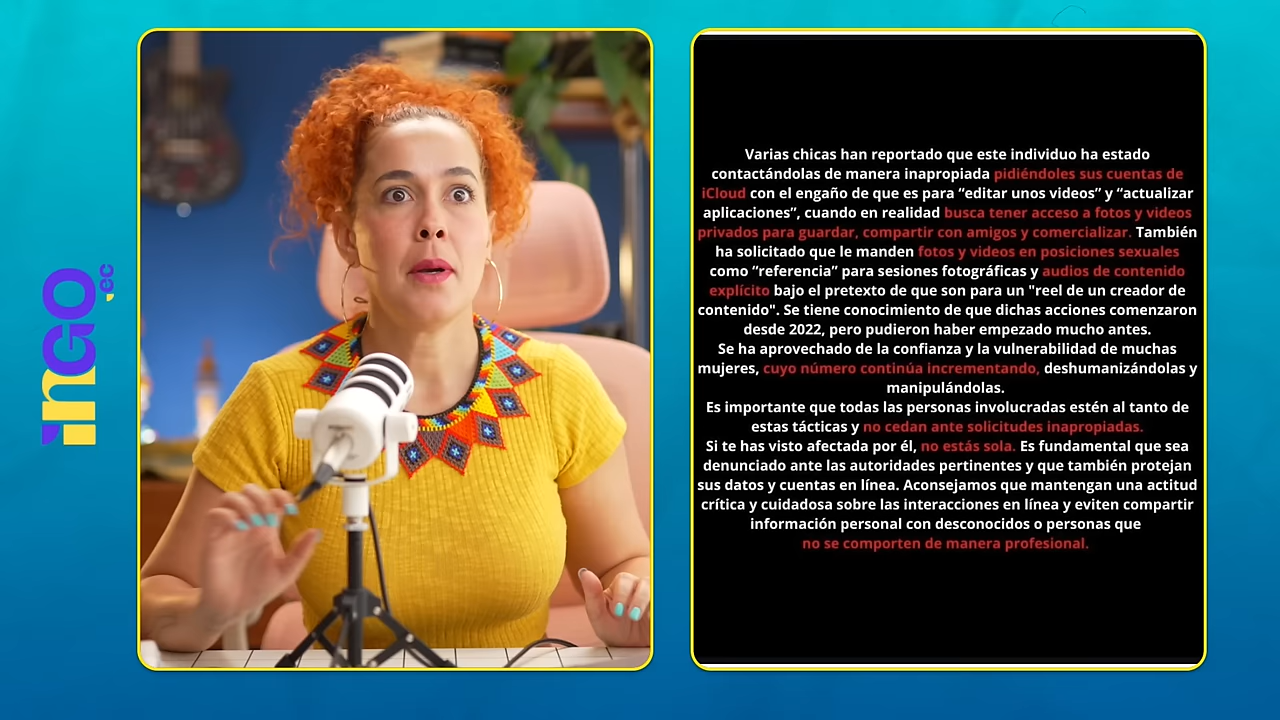 inGO.ec
Varias chicas han reportado que este individuo ha estado
contactándolas de manera inapropiada pidiéndoles sus cuentas de
iCloud con el engaño de que es para “editar unos videos” y “actualizar
aplicaciones”, cuando en realidad busca tener acceso a fotos y videos
privados para guardar, compartir con amigos y comercializar. También
ha solicitado que le manden fotos y videos en posiciones sexuales
como “referencia” para sesiones fotográficas y audios de contenido
explícito bajo el pretexto de que son para un "reel de un creador de
contenido". Se tiene conocimiento de que dichas acciones comenzaron
desde 2022, pero pudieron haber empezado mucho antes.
Se ha aprovechado de la confianza y la vulnerabilidad de muchas
mujeres, cuyo número continúa incrementando, deshumanizándolas y
manipulándolas.
Es importante que todas las personas involucradas estén al tanto de
estas tácticas y no cedan ante solicitudes inapropiadas.
Si te has visto afectada por él, no estás sola. Es fundamental que sea
denunciado ante las autoridades pertinentes y que también protejan
sus datos y cuentas en línea. Aconsejamos que mantengan una actitud
crítica y cuidadosa sobre las interacciones en línea y eviten compartir
información personal con desconocidos o personas que
no se comporten de manera profesional.